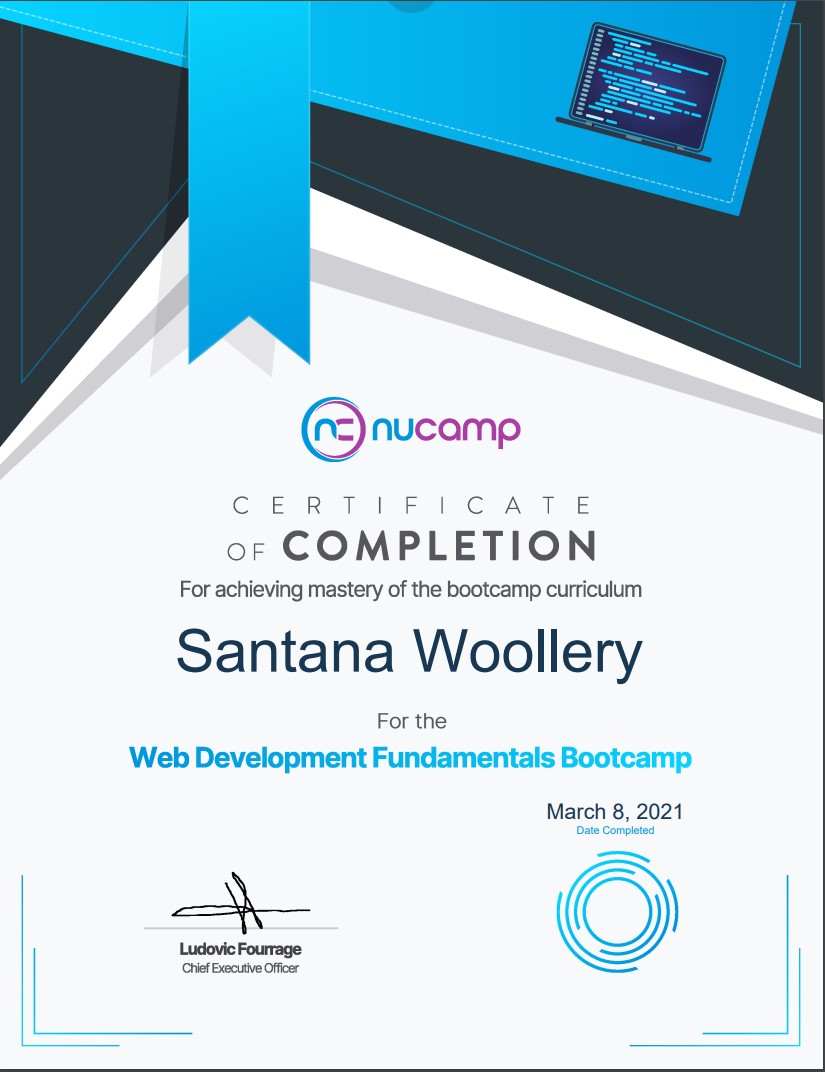 nc nucamp
CERTIFICATE
OF COMPLETION
For achieving mastery of the bootcamp curriculum
Santana Woollery
For the
Web Development Fundamentals Bootcamp
March 8, 2021
Date Completed
Ludovic Fourrage
Chief Executive Officer